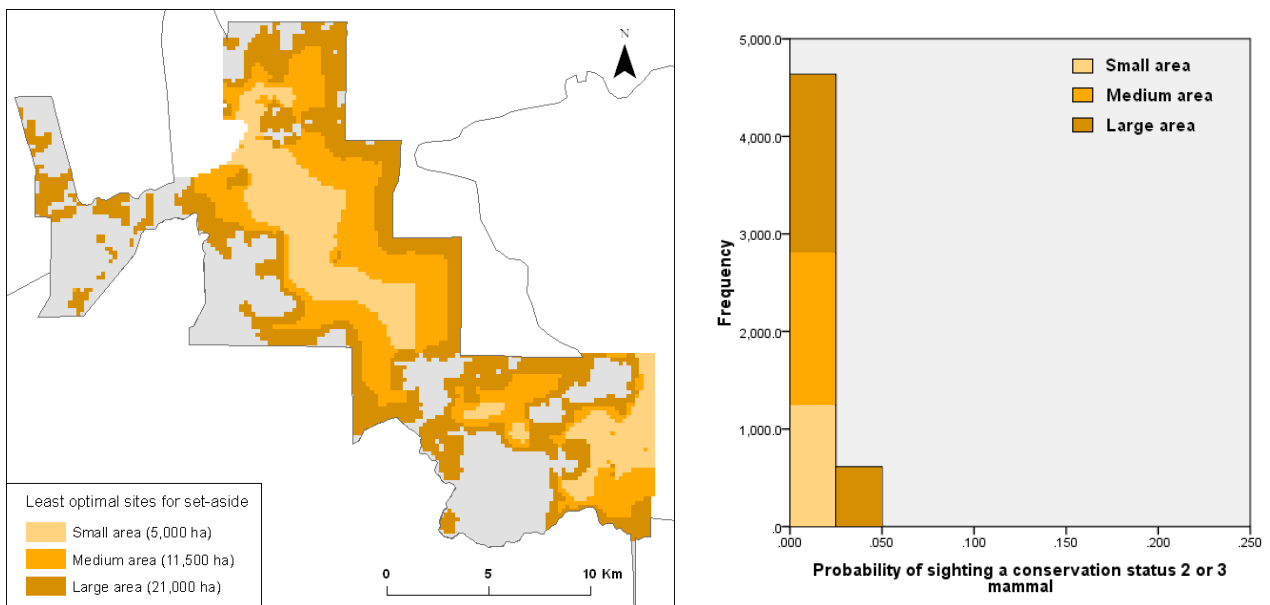 N
Least optimal sites for set-aside
Small area (5,000 ha)
Medium area (11,500 ha)
Large area (21,000 ha)
0 5 10 Km
5,000.0
4,000.0
3,000.0
2,000.0
1,000.0
.0
Frequency
Small area
Medium area
Large area
.000 .050 .100 .150 .200 .250
Probability of sighting a conservation status 2 or 3
mammal